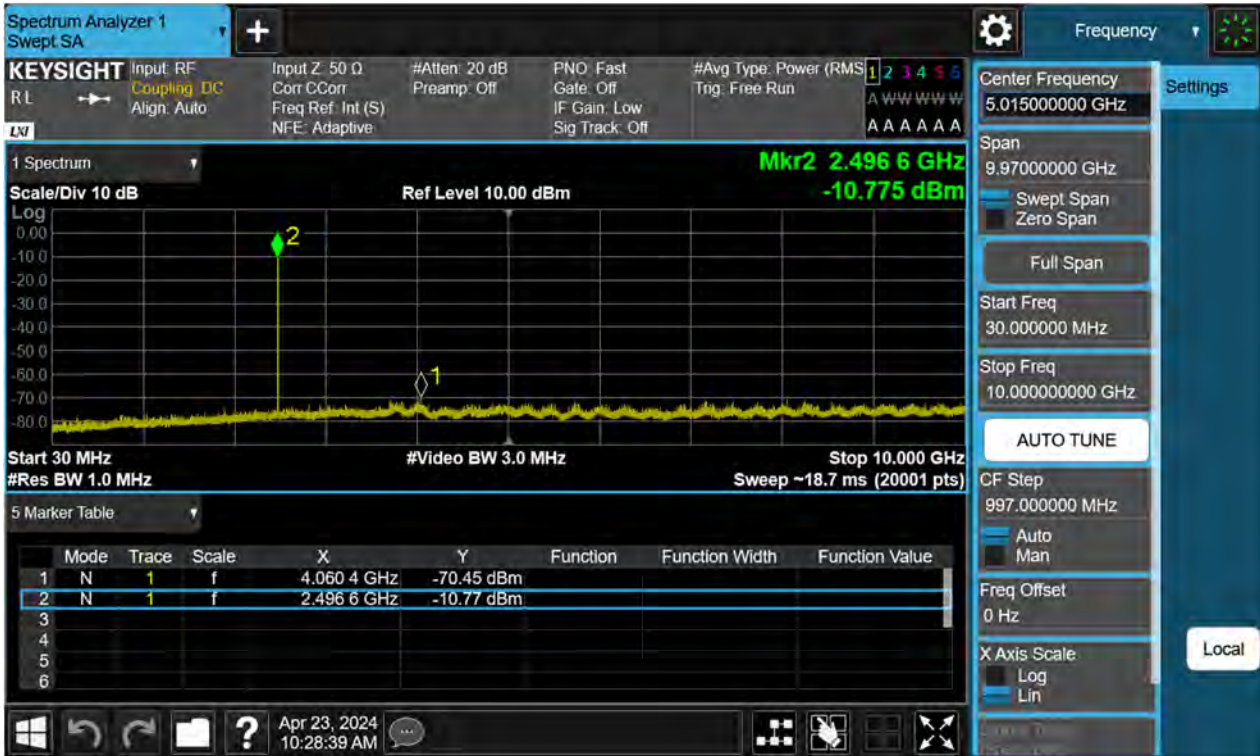 Spectrum Analyzer 1
Swept SA
+
Frequency
KEYSIGHT
R L
LXI
Input: RF
Coupling: DC
Align: Auto
Input Z: 50 Ω
Corr CCorr
Freq Ref: Int (S)
NFE: Adaptive
#Atten: 20 dB
Preamp: Off
PNO: Fast
Gate: Off
IF Gain: Low
Sig Track: Off
#Avg Type: Power (RMS
Trig: Free Run
1 2 3 4 5 6
A W W W W W
A A A A A A
1 Spectrum
Scale/Div 10 dB
Ref Level 10.00 dBm
Mkr2 2.496 6 GHz
-10.775 dBm
Log
0.00
-10.0
-20.0
-30.0
-40.0
-50.0
-60.0
-70.0
-80.0
2
1
Start 30 MHz
#Video BW 3.0 MHz
Stop 10.000 GHz
#Res BW 1.0 MHz
Sweep ~18.7 ms (20001 pts)
5 Marker Table
Mode Trace Scale X Y Function Function Width Function Value
1 N 1 f 4.060 4 GHz -70.45 dBm
2 N 1 f 2.496 6 GHz -10.77 dBm
3
4
5
6
Apr 23, 2024
10:28:39 AM
Center Frequency
5.015000000 GHz
Settings
Span
9.97000000 GHz
Swept Span
Zero Span
Full Span
Start Freq
30.000000 MHz
Stop Freq
10.000000000 GHz
AUTO TUNE
CF Step
997.000000 MHz
Auto
Man
Freq Offset
0 Hz
X Axis Scale
Log
Lin
Local